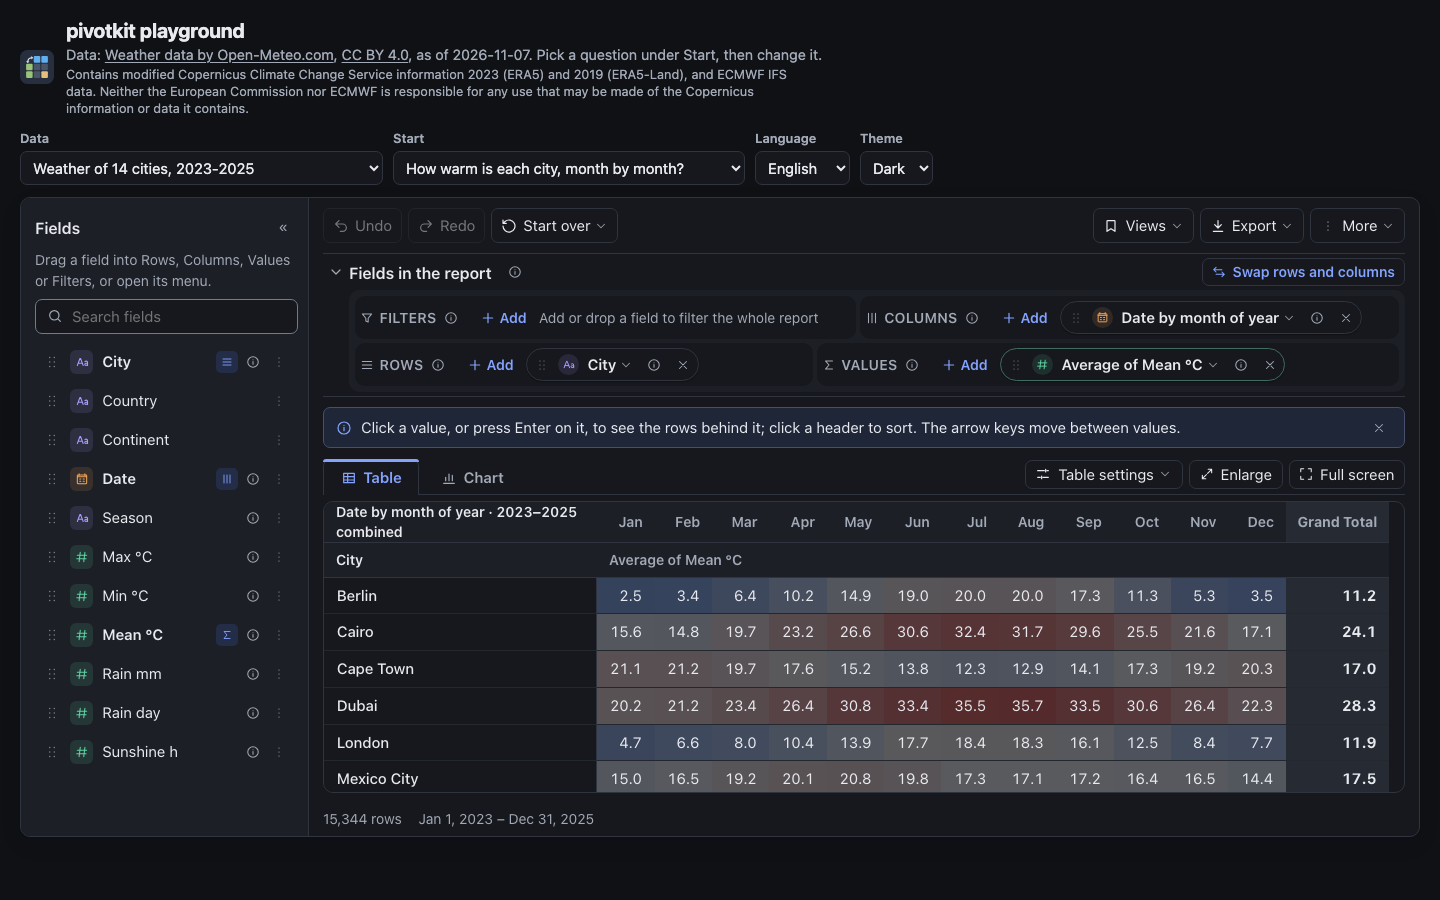 pivotkit playground
Data: Weather data by Open-Meteo.com, CC BY 4.0, as of 2026-11-07. Pick a question under Start, then change it.
Contains modified Copernicus Climate Change Service information 2023 (ERA5) and 2019 (ERA5-Land), and ECMWF IFS
data. Neither the European Commission nor ECMWF is responsible for any use that may be made of the Copernicus
information or data it contains.
Data Start Language Theme
Weather of 14 cities, 2023-2025 How warm is each city, month by month? English Dark
Fields «
Drag a field into Rows, Columns, Values
or Filters, or open its menu.
Search fields
Aa City
Aa Country
Aa Continent
Date
Aa Season
# Max °C
# Min °C
# Mean °C Σ
# Rain mm
# Rain day
# Sunshine h
Undo Redo Start over Views Export More
Fields in the report Swap rows and columns
FILTERS + Add Add or drop a field to filter the whole report
COLUMNS + Add Date by month of year ×
ROWS + Add Aa City ×
Σ VALUES + Add # Average of Mean °C ×
Click a value, or press Enter on it, to see the rows behind it; click a header to sort. The arrow keys move between values. ×
Table Chart Table settings Enlarge Full screen
Date by month of year · 2023–2025
combined
Jan Feb Mar Apr May Jun Jul Aug Sep Oct Nov Dec Grand Total
City Average of Mean °C
Berlin 2.5 3.4 6.4 10.2 14.9 19.0 20.0 20.0 17.3 11.3 5.3 3.5 11.2
Cairo 15.6 14.8 19.7 23.2 26.6 30.6 32.4 31.7 29.6 25.5 21.6 17.1 24.1
Cape Town 21.1 21.2 19.7 17.6 15.2 13.8 12.3 12.9 14.1 17.3 19.2 20.3 17.0
Dubai 20.2 21.2 23.4 26.4 30.8 33.4 35.5 35.7 33.5 30.6 26.4 22.3 28.3
London 4.7 6.6 8.0 10.4 13.9 17.7 18.4 18.3 16.1 12.5 8.4 7.7 11.9
Mexico City 15.0 16.5 19.2 20.1 20.8 19.8 17.3 17.1 17.2 16.4 16.5 14.4 17.5
15,344 rows Jan 1, 2023 – Dec 31, 2025